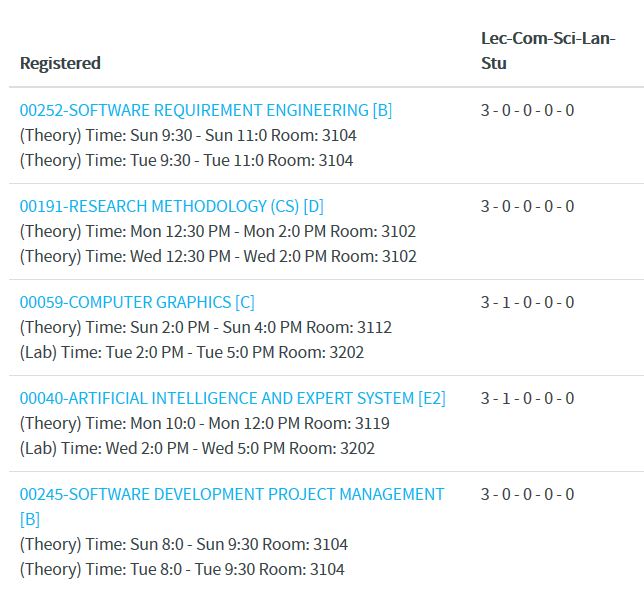 Registered
Lec-Com-Sci-Lan-
Stu
00252-SOFTWARE REQUIREMENT ENGINEERING [B]
3 - 0 - 0 - 0 - 0
(Theory) Time: Sun 9:30 - Sun 11:0 Room: 3104
(Theory) Time: Tue 9:30 - Tue 11:0 Room: 3104
00191-RESEARCH METHODOLOGY (CS) [D]
3 - 0 - 0 - 0 - 0
(Theory) Time: Mon 12:30 PM - Mon 2:0 PM Room: 3102
(Theory) Time: Wed 12:30 PM - Wed 2:0 PM Room: 3102
00059-COMPUTER GRAPHICS [C]
3 - 1 - 0 - 0 - 0
(Theory) Time: Sun 2:0 PM - Sun 4:0 PM Room: 3112
(Lab) Time: Tue 2:0 PM - Tue 5:0 PM Room: 3202
00040-ARTIFICIAL INTELLIGENCE AND EXPERT SYSTEM [E2]
3 - 1 - 0 - 0 - 0
(Theory) Time: Mon 10:0 - Mon 12:0 PM Room: 3119
(Lab) Time: Wed 2:0 PM - Wed 5:0 PM Room: 3202
00245-SOFTWARE DEVELOPMENT PROJECT MANAGEMENT
[B]
3 - 0 - 0 - 0 - 0
(Theory) Time: Sun 8:0 - Sun 9:30 Room: 3104
(Theory) Time: Tue 8:0 - Tue 9:30 Room: 3104